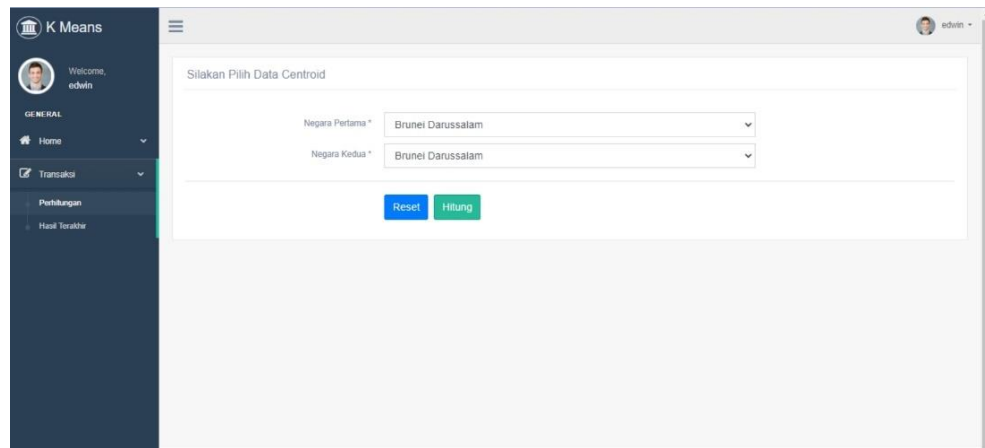 K Means
edwin
Welcome,
edwin
GENERAL
Home
Transaksi
Perhitungan
Hasil Terakhir
Silakan Pilih Data Centroid
Negara Pertama *
Brunei Darussalam
Negara Kedua *
Brunei Darussalam
Reset Hitung